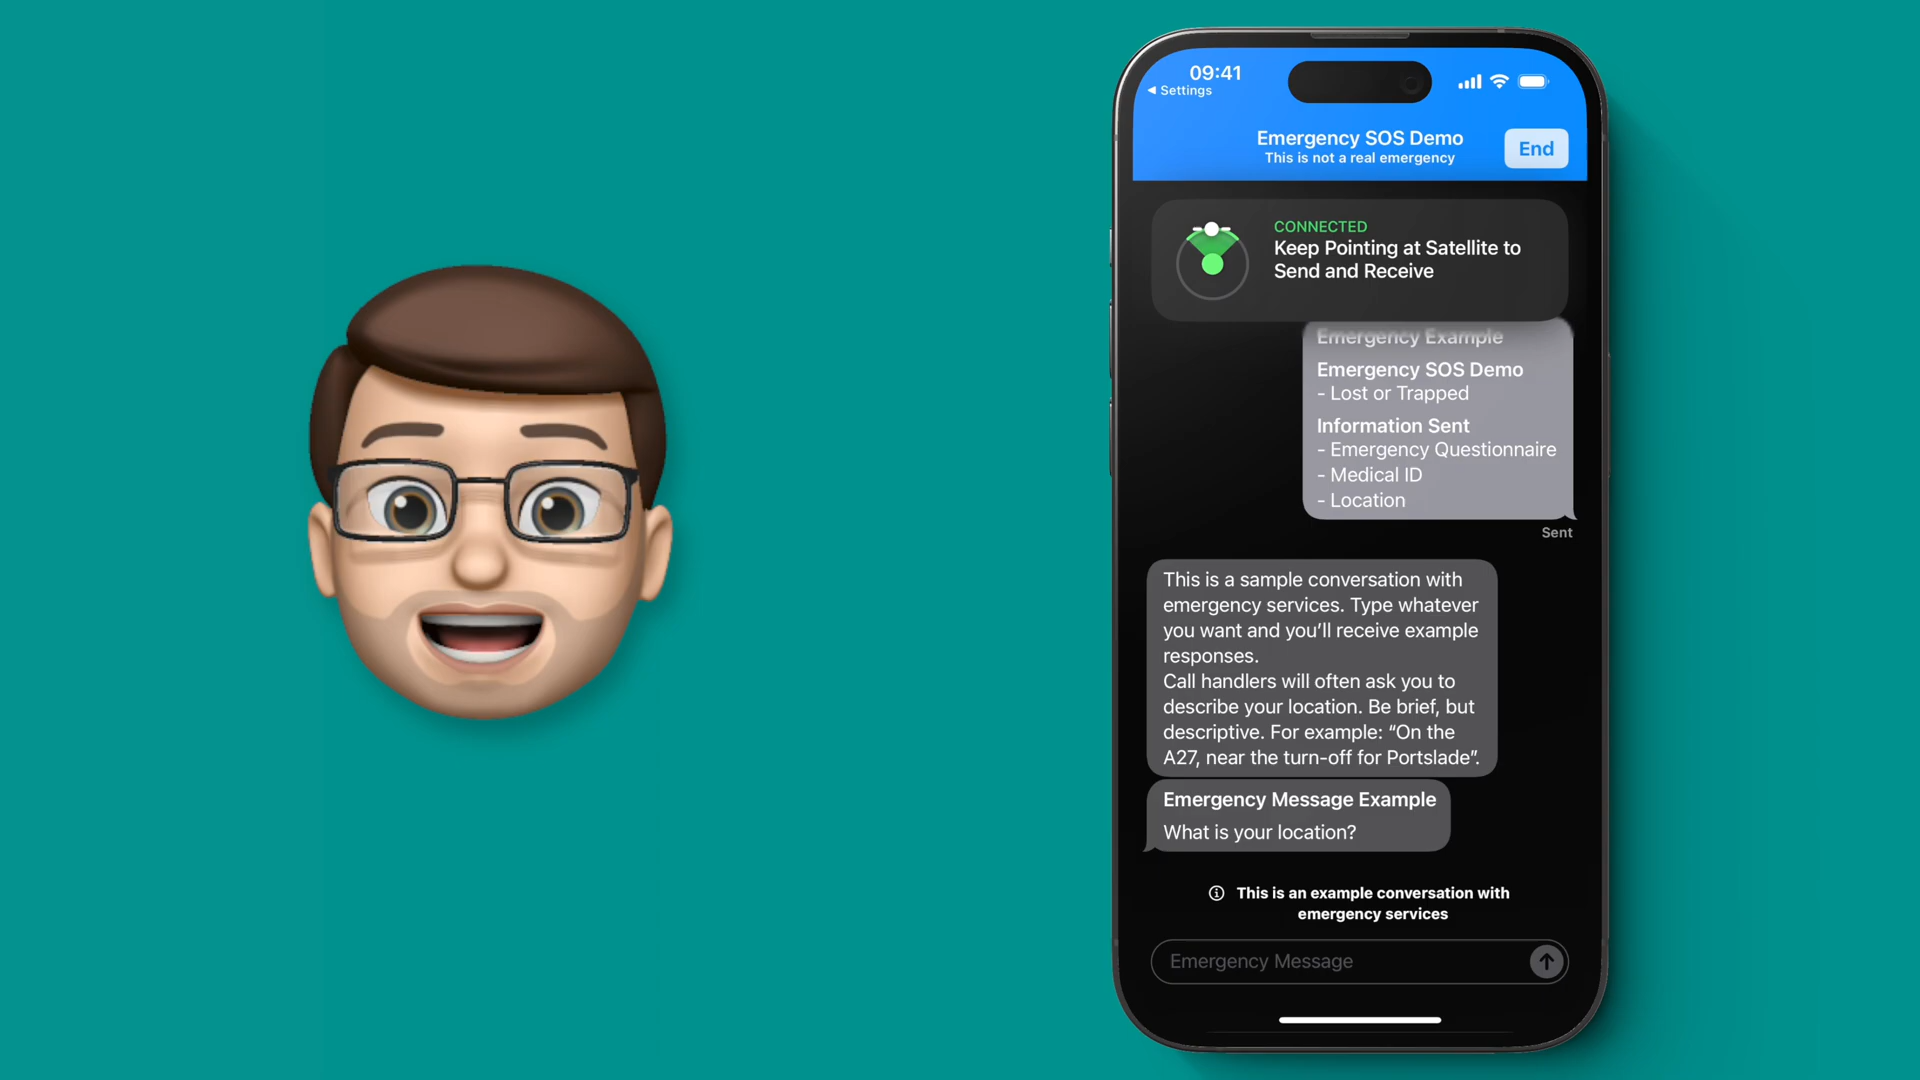 09:41
Settings
Emergency SOS Demo
This is not a real emergency
End
CONNECTED
Keep Pointing at Satellite to
Send and Receive
Emergency Example
Emergency SOS Demo
- Lost or Trapped
Information Sent
- Emergency Questionnaire
- Medical ID
- Location
Sent
This is a sample conversation with
emergency services. Type whatever
you want and you’ll receive example
responses.
Call handlers will often ask you to
describe your location. Be brief, but
descriptive. For example: “On the
A27, near the turn-off for Portslade”.
Emergency Message Example
What is your location?
This is an example conversation with
emergency services
Emergency Message